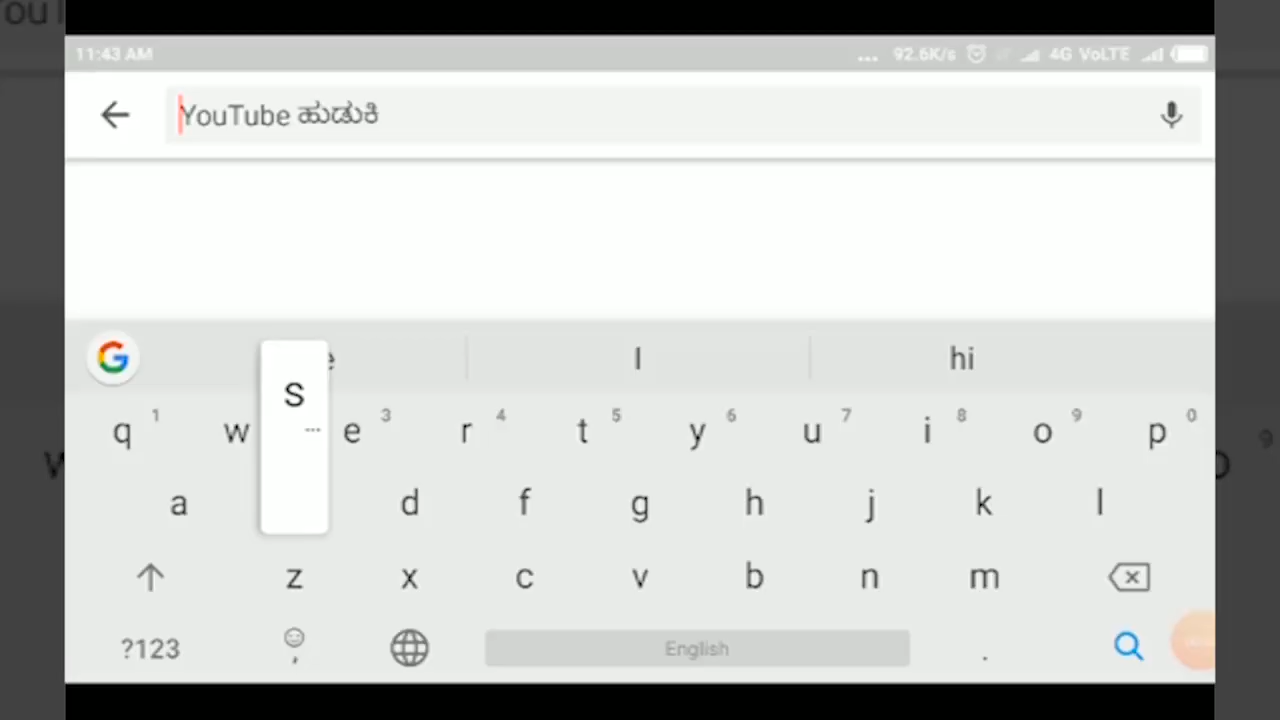 11:43 AM ... 92.6K/s 4G VoLTE
YouTube ಹುಡುಕಿ
I hi
q 1 w e 3 r 4 t 5 y 6 u 7 i 8 o 9 p 0
s ...
a d f g h j k l
z x c v b n m
?123 , English .